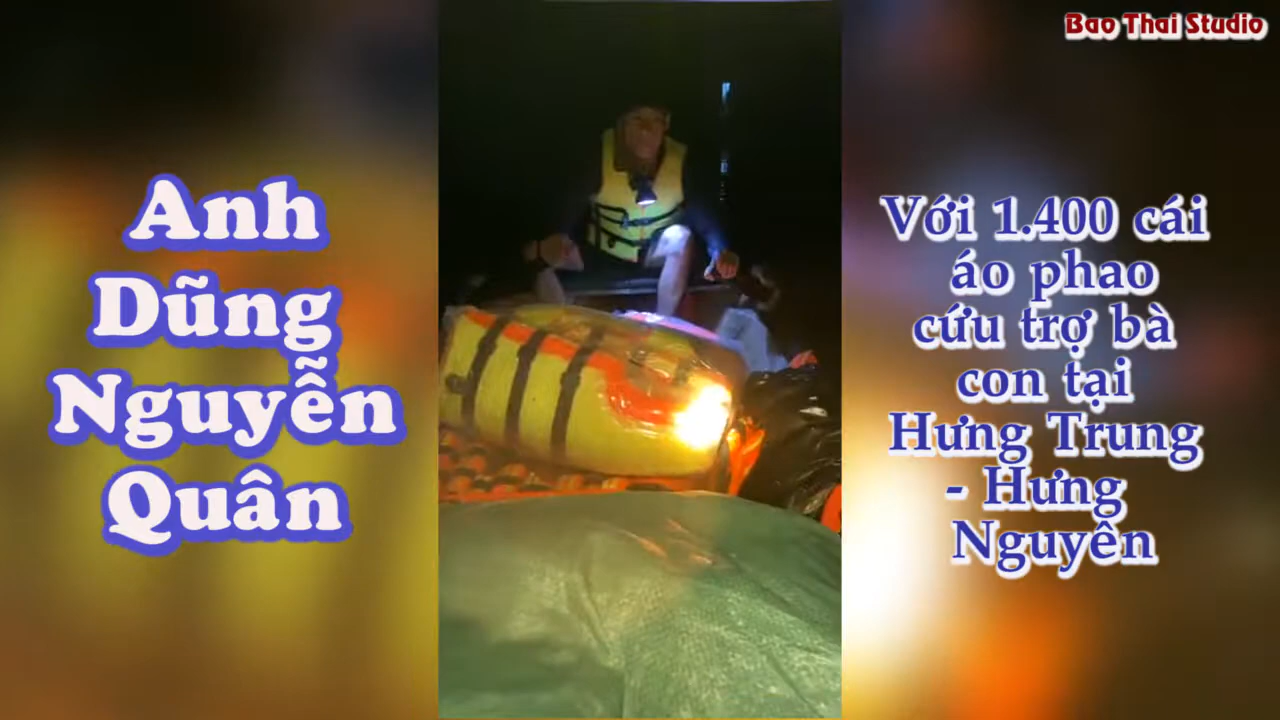 Bao Thai Studio
Anh
Dũng
Nguyễn
Quân
Với 1.400 cái
áo phao
cứu trợ bà
con tại
Hưng Trung
- Hưng
Nguyên